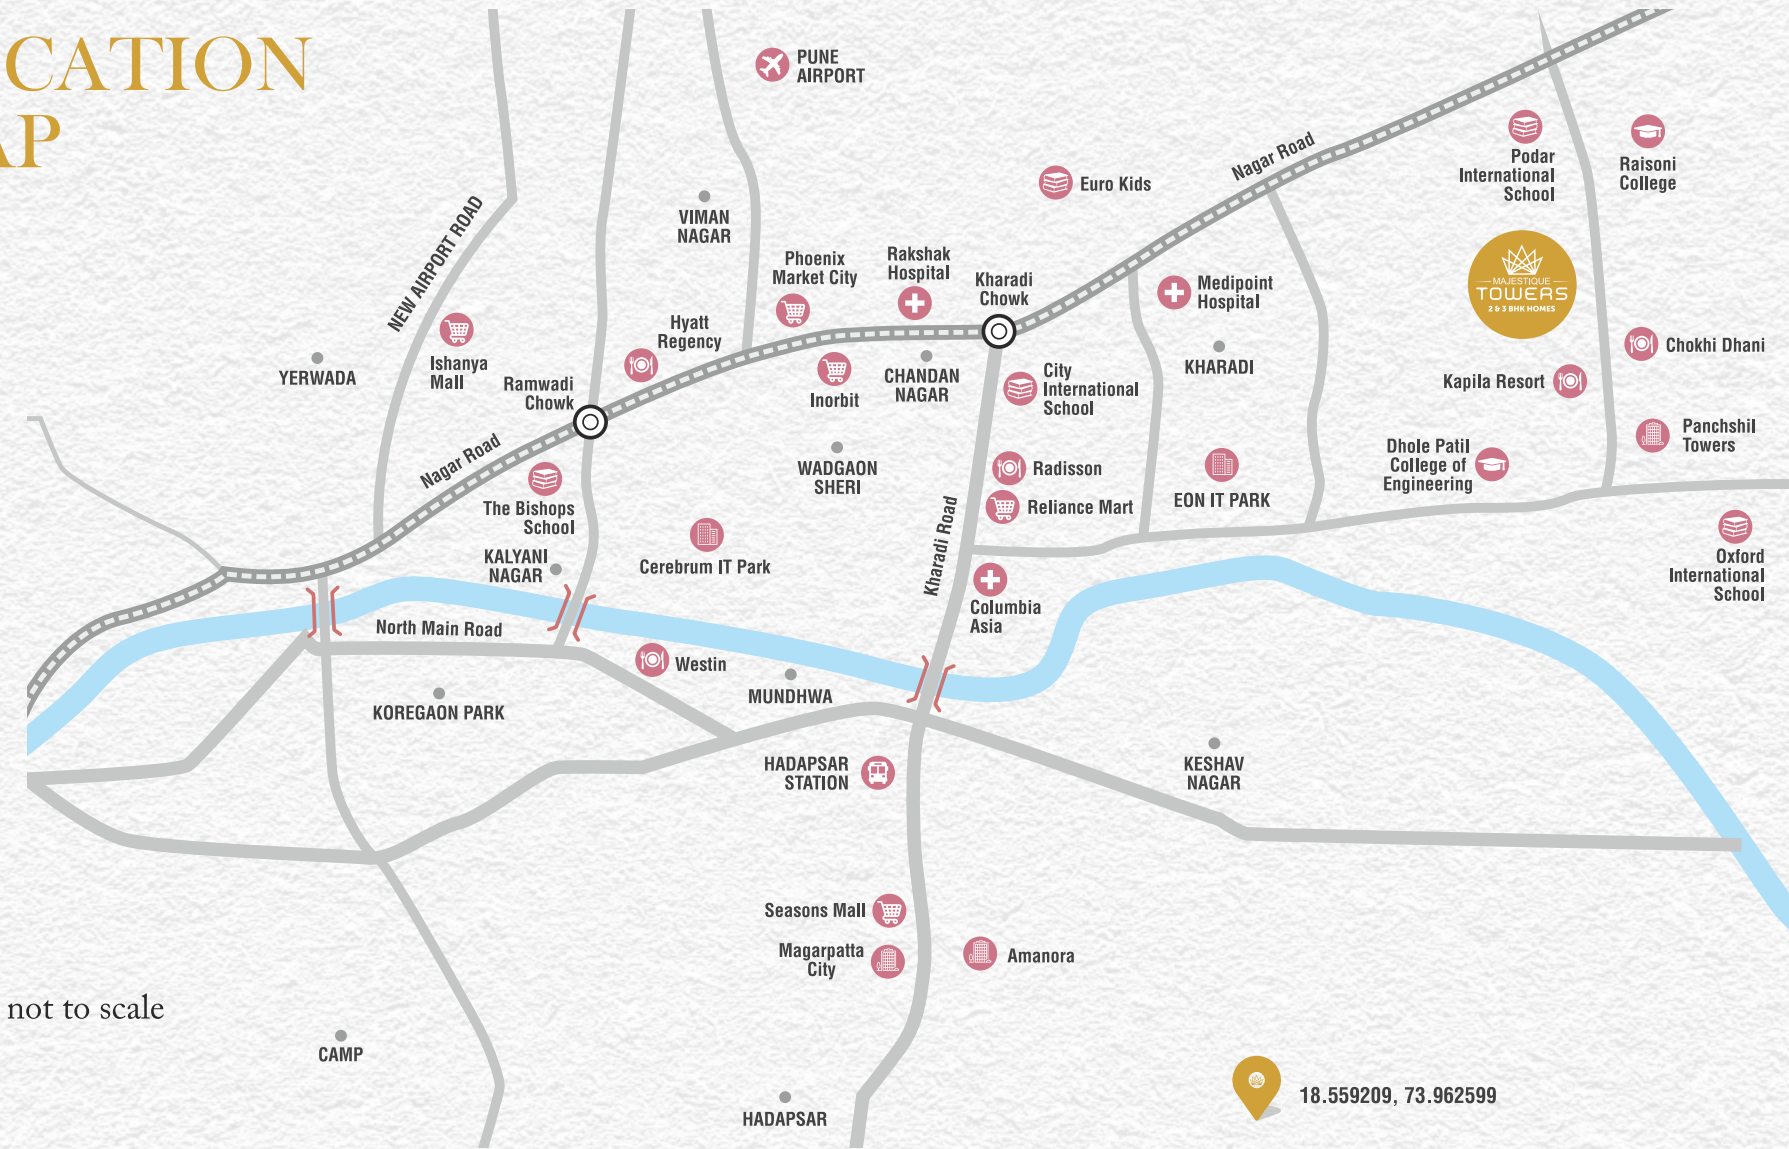 CATION
AP
PUNE
AIRPORT
Euro Kids
Nagar Road
Podar
International
School
Raisoni
College
VIMAN
NAGAR
NEW AIRPORT ROAD
Phoenix
Market City
Rakshak
Hospital
Kharadi
Chowk
Medipoint
Hospital
MAJESTIQUE
TOWERS
2 & 3 BHK HOMES
Hyatt
Regency
Ishanya
Mall
YERWADA
Ramwadi
Chowk
Inorbit
CHANDAN
NAGAR
City
International
School
KHARADI
Chokhi Dhani
Kapila Resort
Panchshil
Towers
Nagar Road
WADGAON
SHERI
Radisson
Dhole Patil
College of
Engineering
The Bishops
School
Reliance Mart
EON IT PARK
Kharadi Road
KALYANI
NAGAR
Cerebrum IT Park
Oxford
International
School
Columbia
Asia
North Main Road
Westin
MUNDHWA
KOREGAON PARK
HADAPSAR
STATION
KESHAV
NAGAR
Seasons Mall
Magarpatta
City
Amanora
not to scale
CAMP
HADAPSAR
18.559209, 73.962599